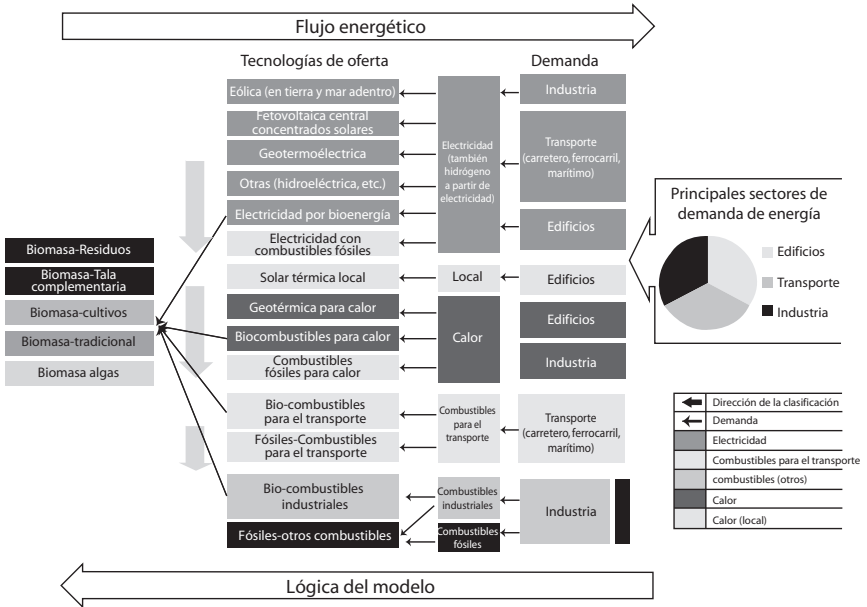 Flujo energético
Tecnologías de oferta
Demanda
Eólica (en tierra y mar adentro)
Fetovoltaica central
concentrados solares
Geotermoélectrica
Otras (hidroeléctrica, etc.)
Electricidad por bioenergía
Electricidad con
combustibles fósiles
Solar térmica local
Geotérmica para calor
Biocombustibles para calor
Combustibles
fósiles para calor
Bio-combustibles
para el transporte
Fósiles-Combustibles
para el transporte
Bio-combustibles
industriales
Fósiles-otros combustibles
Electricidad
(también
hidrógeno
a partir de
electricidad)
Local
Calor
Combustibles
para el
transporte
Combustibles
industriales
Combustibles
fósiles
Industria
Transporte
(carretero, ferrocarril,
marítimo)
Edificios
Edificios
Edificios
Industria
Transporte
(carretero, ferrocarril,
marítimo)
Industria
Biomasa-Residuos
Biomasa-Tala
complementaria
Biomasa-cultivos
Biomasa-tradicional
Biomasa algas
Principales sectores de
demanda de energía
Edificios
Transporte
Industria
Dirección de la clasificación
Demanda
Electricidad
Combustibles para el transporte
combustibles (otros)
Calor
Calor (local)
Lógica del modelo